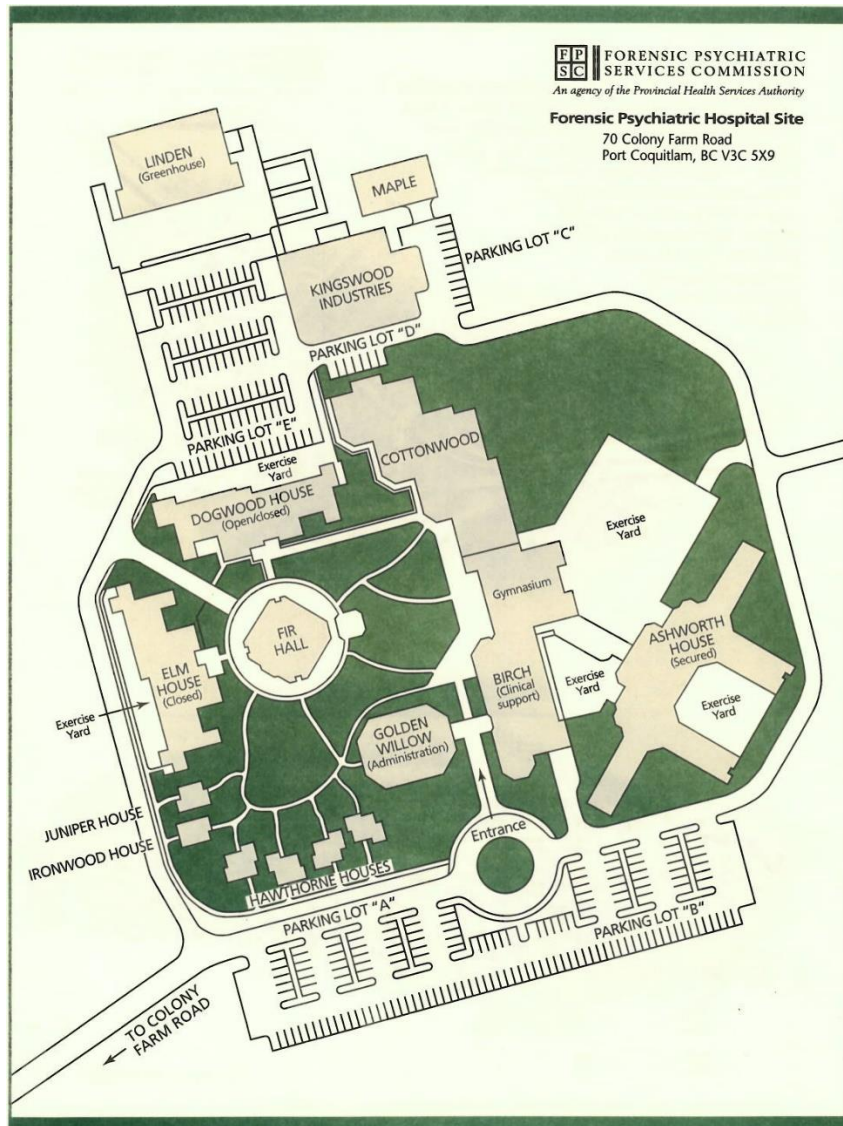 FP
SC
FORENSIC PSYCHIATRIC
SERVICES COMMISSION
An agency of the Provincial Health Services Authority
Forensic Psychiatric Hospital Site
70 Colony Farm Road
Port Coquitlam, BC V3C 5X9
LINDEN
(Greenhouse)
MAPLE
PARKING LOT "C"
KINGSWOOD
INDUSTRIES
PARKING LOT "D"
PARKING LOT "E"
Exercise
Yard
COTTONWOOD
DOGWOOD HOUSE
(Open/closed)
Exercise
Yard
Gymnasium
FIR
HALL
ASHWORTH
HOUSE
(Secured)
ELM
HOUSE
(Closed)
BIRCH
(Clinical
support)
Exercise
Yard
Exercise
Yard
Exercise
Yard
GOLDEN
WILLOW
(Administration)
JUNIPER HOUSE
IRONWOOD HOUSE
Entrance
HAWTHORNE HOUSES
PARKING LOT "A"
PARKING LOT "B"
TO COLONY
FARM ROAD